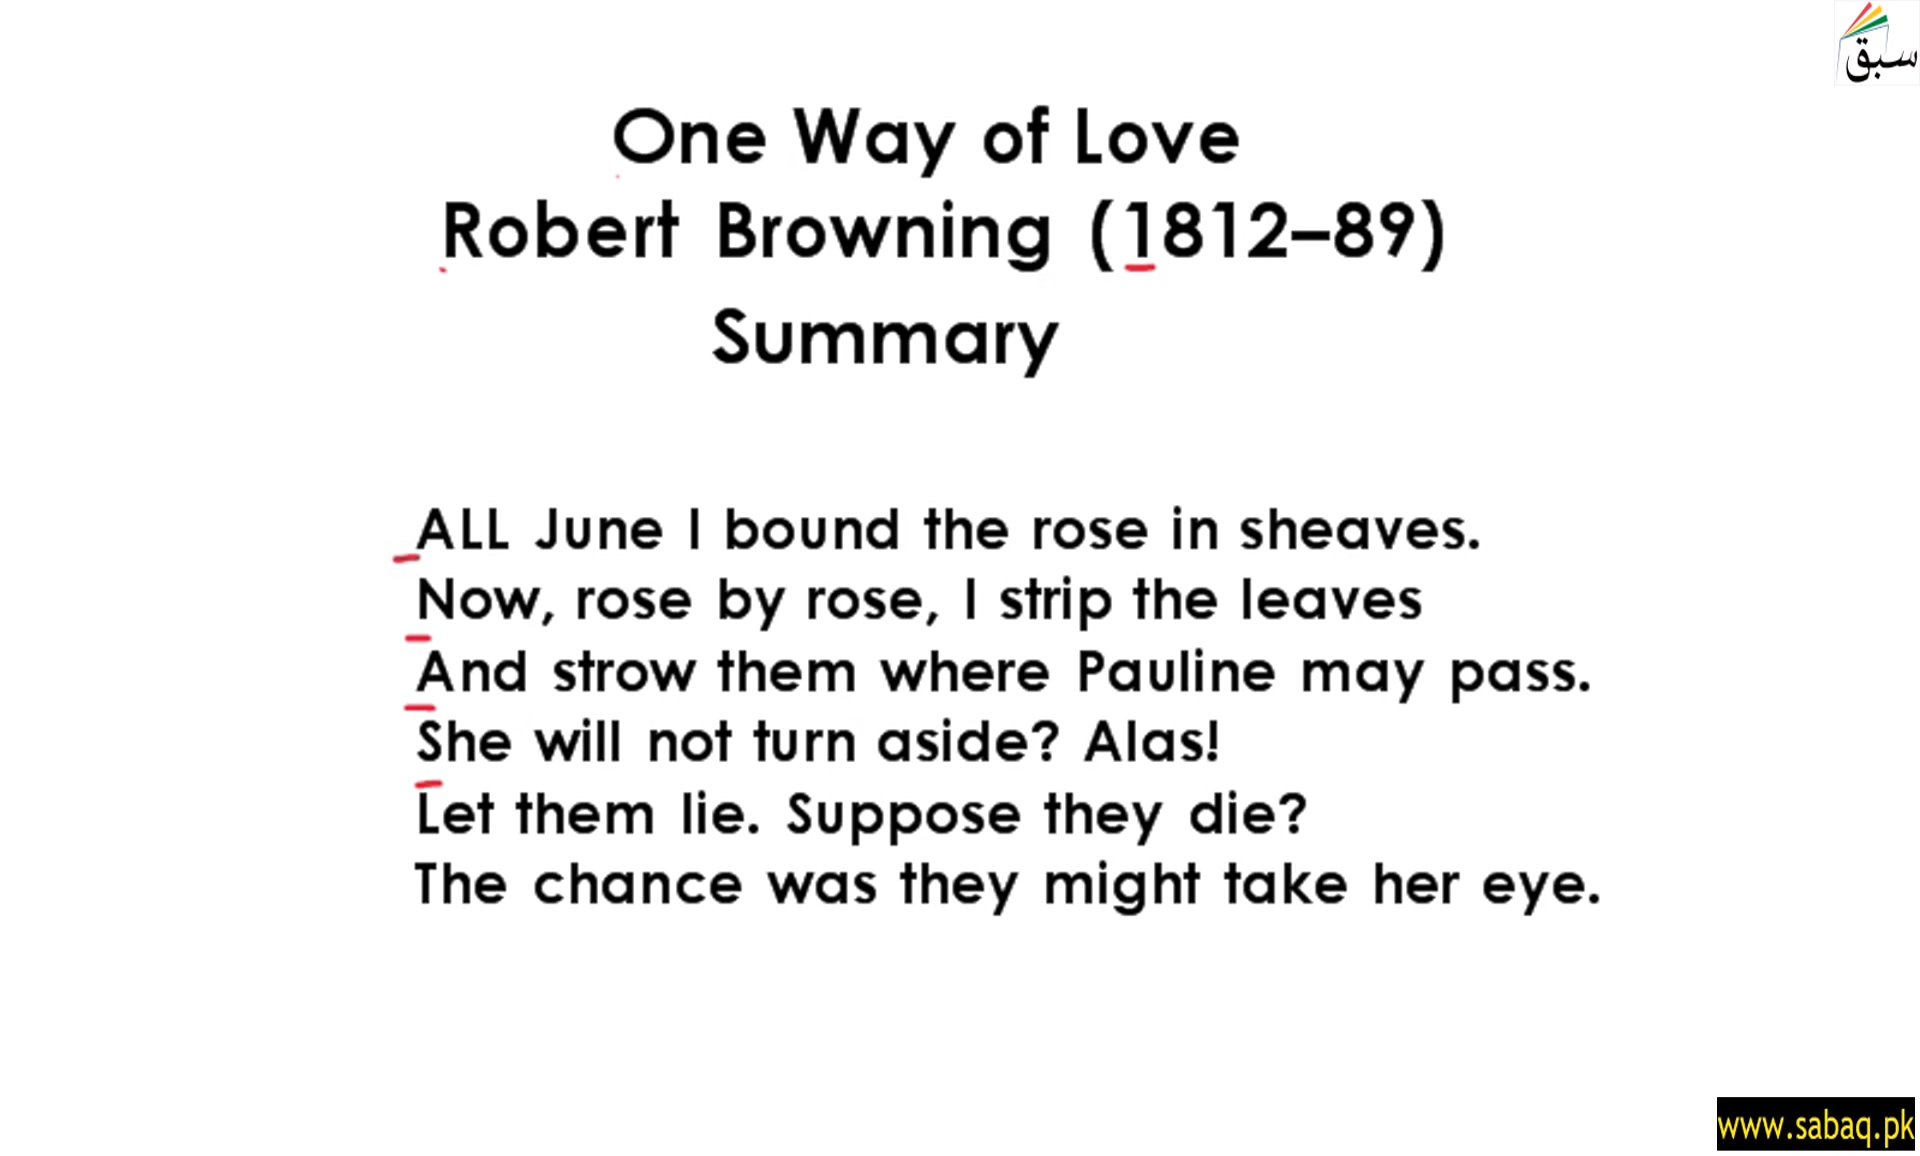 سبق
One Way of Love
Robert Browning (1812–89)
Summary
ALL June I bound the rose in sheaves.
Now, rose by rose, I strip the leaves
And strow them where Pauline may pass.
She will not turn aside? Alas!
Let them lie. Suppose they die?
The chance was they might take her eye.
www.sabaq.pk